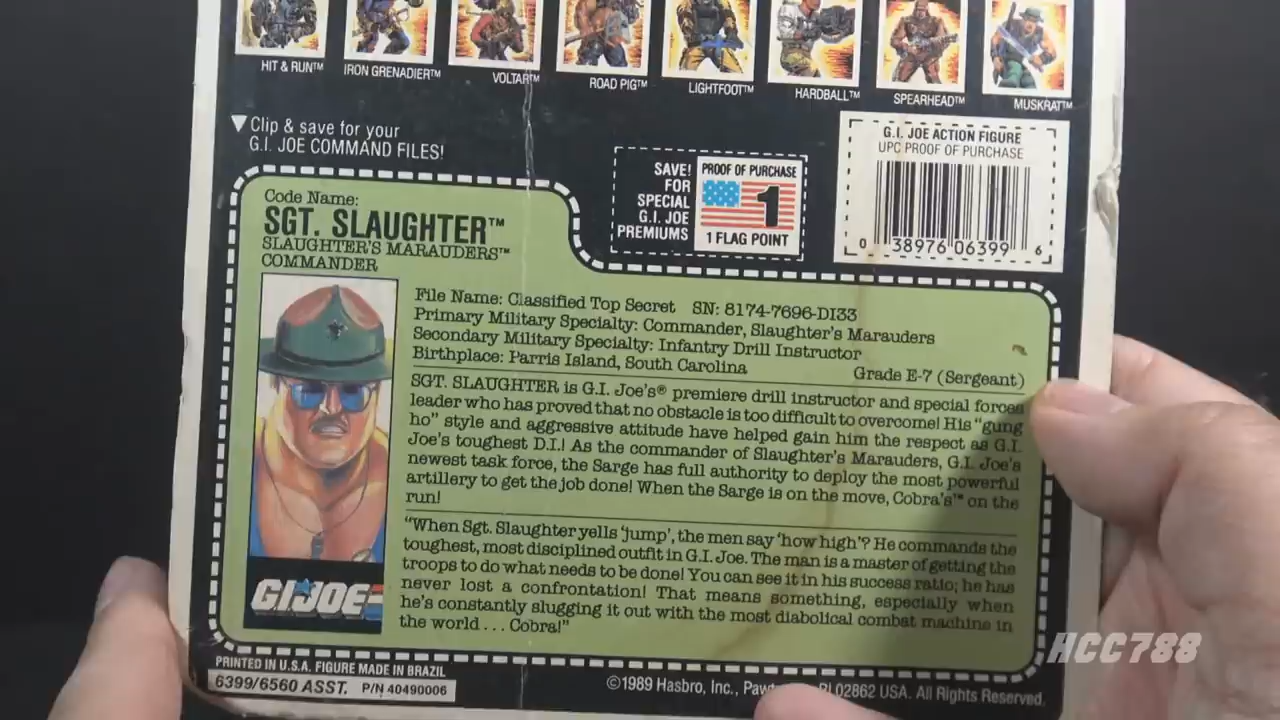 HIT & RUN™ IRON GRENADIER™ VOLTAR™ ROAD PIG™ LIGHTFOOT™ HARDBALL™ SPEARHEAD™ MUSKRAT™
Clip & save for your
G.I. JOE COMMAND FILES!
SAVE!
FOR
SPECIAL
G.I. JOE
PREMIUMS
PROOF OF PURCHASE
1
1 FLAG POINT
G.I. JOE ACTION FIGURE
UPC PROOF OF PURCHASE
0 38976 06399 6
Code Name:
SGT. SLAUGHTER™
SLAUGHTER'S MARAUDERS™
COMMANDER
File Name: Classified Top Secret SN: 8174-7696-DI33
Primary Military Specialty: Commander, Slaughter's Marauders
Secondary Military Specialty: Infantry Drill Instructor
Birthplace: Parris Island, South Carolina Grade E-7 (Sergeant)
SGT. SLAUGHTER is G.I. Joe's® premiere drill instructor and special forces
leader who has proved that no obstacle is too difficult to overcome! His "gung
ho" style and aggressive attitude have helped gain him the respect as G.I.
Joe's toughest D.I.! As the commander of Slaughter's Marauders, G.I. Joe's
newest task force, the Sarge has full authority to deploy the most powerful
artillery to get the job done! When the Sarge is on the move, Cobra's™ on the
run!
"When Sgt. Slaughter yells 'jump', the men say 'how high'? He commands the
toughest, most disciplined outfit in G.I. Joe. The man is a master of getting the
troops to do what needs to be done! You can see it in his success ratio; he has
never lost a confrontation! That means something, especially when
he's constantly slugging it out with the most diabolical combat machine in
the world . . . Cobra!"
G.I. JOE
PRINTED IN U.S.A. FIGURE MADE IN BRAZIL
6399/6560 ASST. P/N 40490006
©1989 Hasbro, Inc., RI 02862 USA. All Rights Reserved.
HCC788